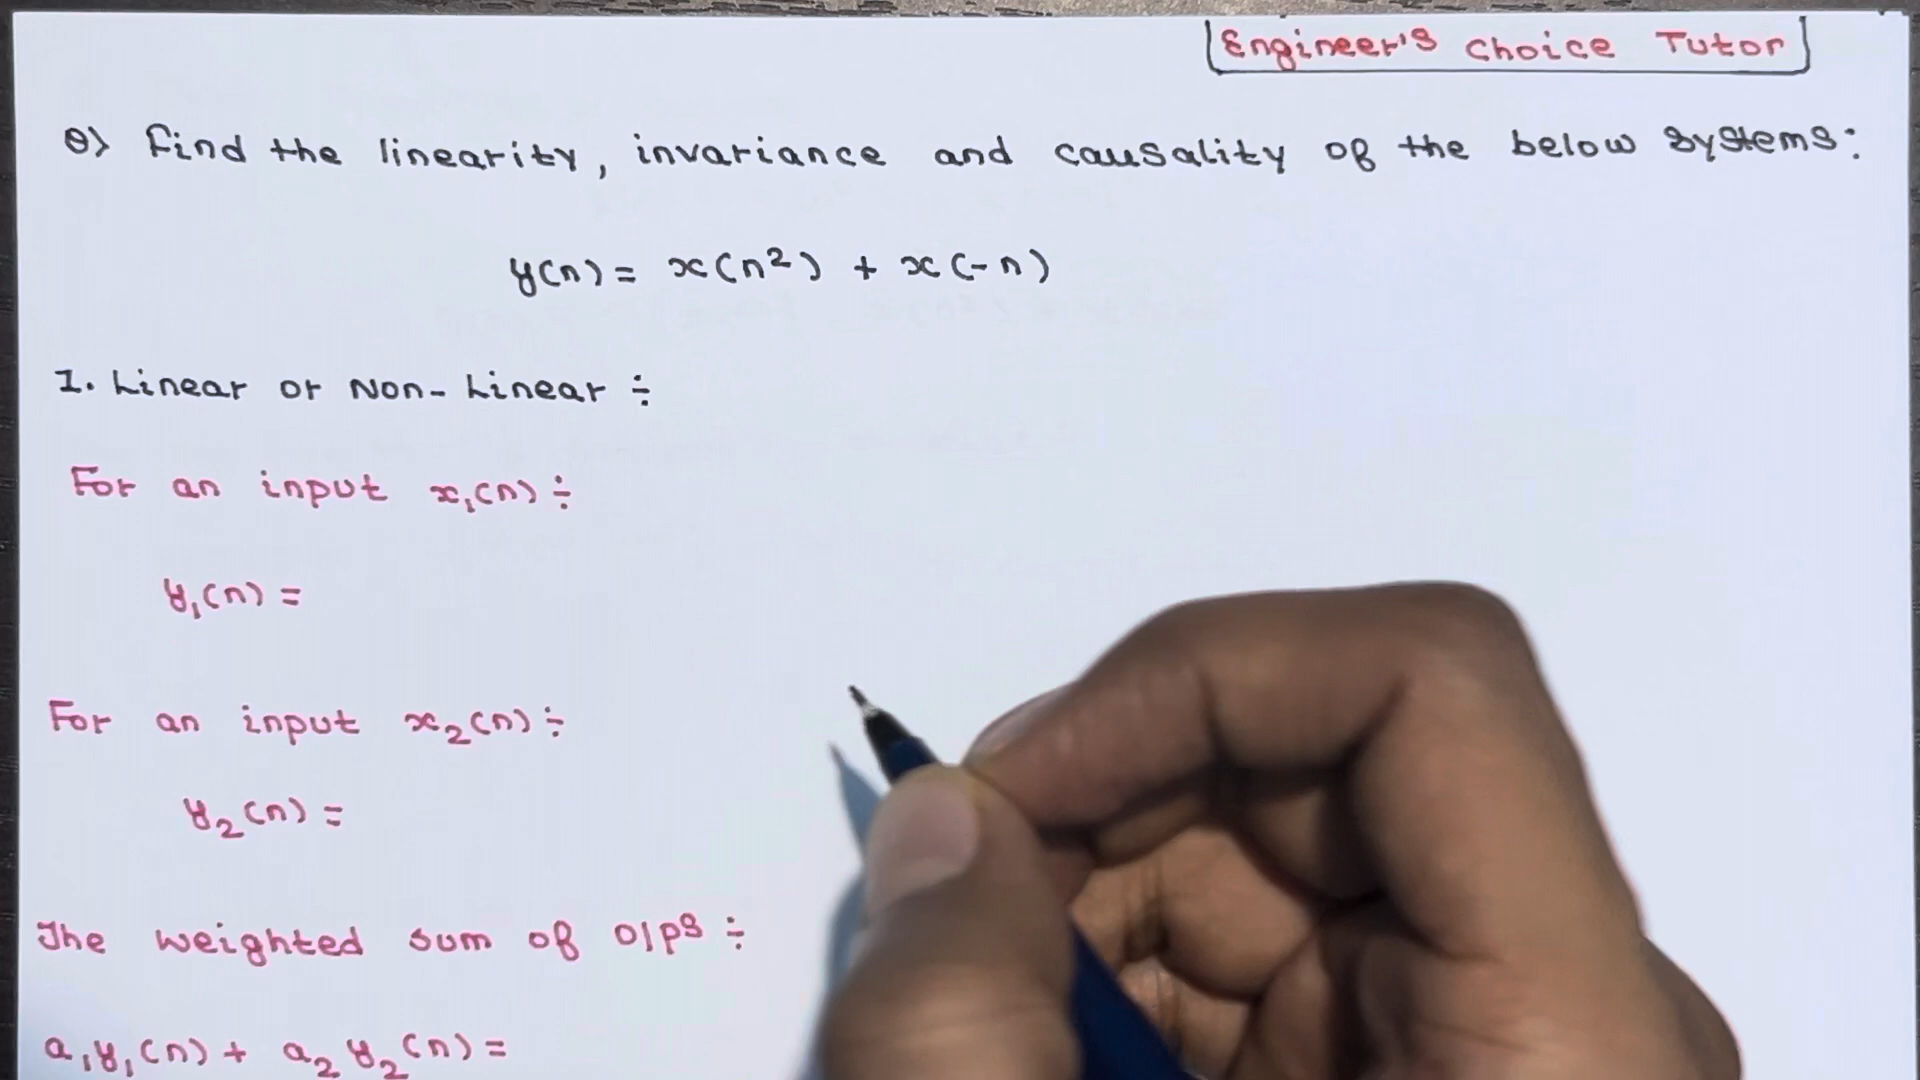 Engineer's Choice Tutor
Q) Find the linearity, invariance and causality of the below systems:
y(n) = x(n²) + x(-n)
1. Linear or Non-Linear ÷
For an input x₁(n) ÷
y₁(n) =
For an input x₂(n) ÷
y₂(n) =
The weighted sum of o/ps ÷
a₁y₁(n) + a₂y₂(n) =